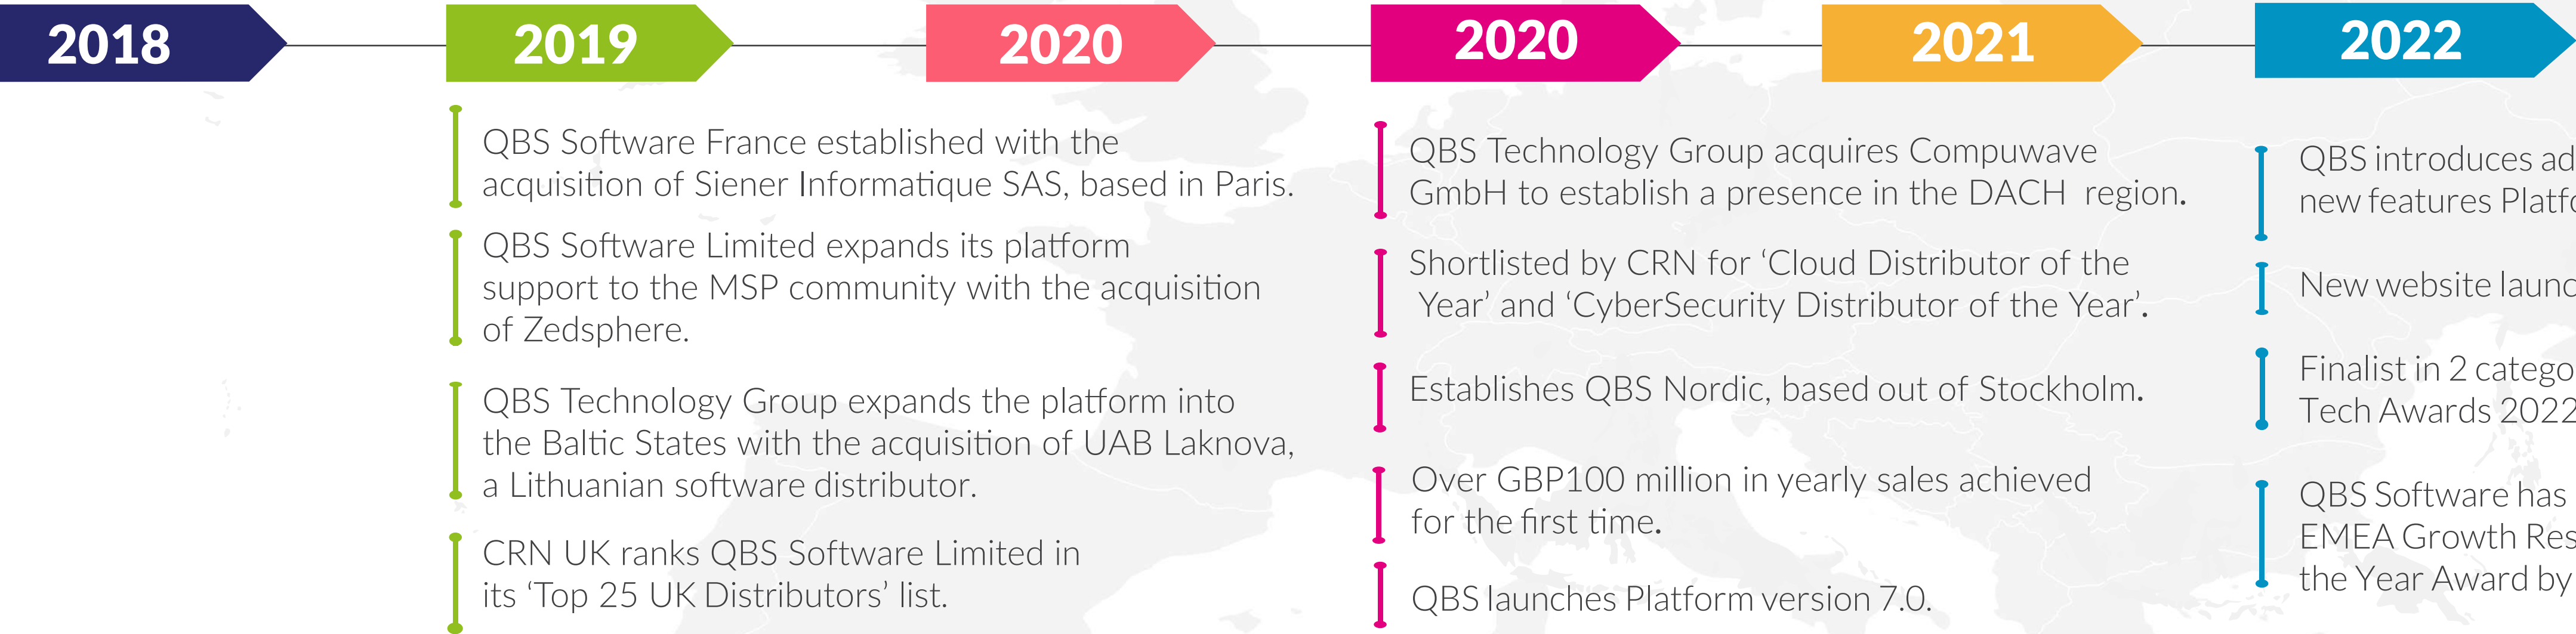 2018
2019
2020
2020
2021
2022
QBS Software France established with the
acquisition of Siener Informatique SAS, based in Paris.
QBS Software Limited expands its platform
support to the MSP community with the acquisition
of Zedsphere.
QBS Technology Group expands the platform into
the Baltic States with the acquisition of UAB Laknova,
a Lithuanian software distributor.
CRN UK ranks QBS Software Limited in
its ‘Top 25 UK Distributors’ list.
QBS Technology Group acquires Compuwave
GmbH to establish a presence in the DACH region.
Shortlisted by CRN for ‘Cloud Distributor of the
Year’ and ‘CyberSecurity Distributor of the Year’.
Establishes QBS Nordic, based out of Stockholm.
Over GBP100 million in yearly sales achieved
for the first time.
QBS launches Platform version 7.0.
QBS introduces ad
new features Platfo
New website launc
Finalist in 2 catego
Tech Awards 2022
QBS Software has
EMEA Growth Res
the Year Award by